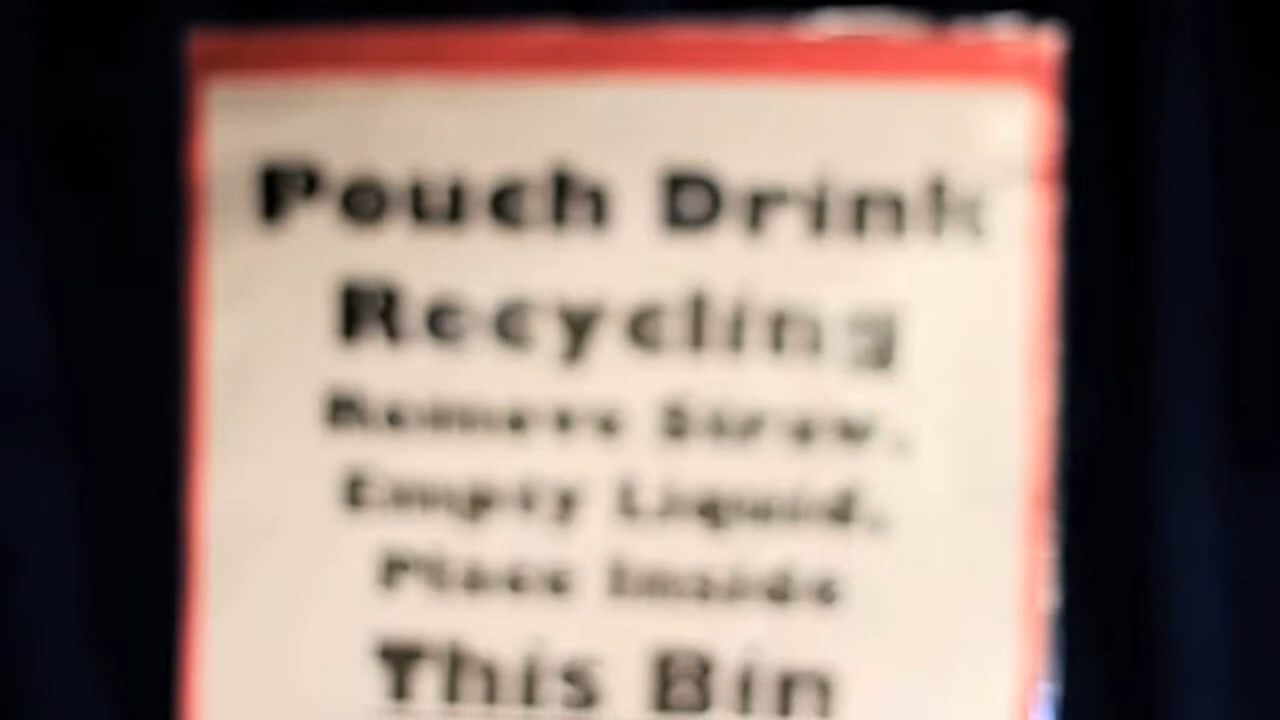 Pouch Drink
Recycling
Remove Straw,
Empty Liquid,
Place Inside
This Bin